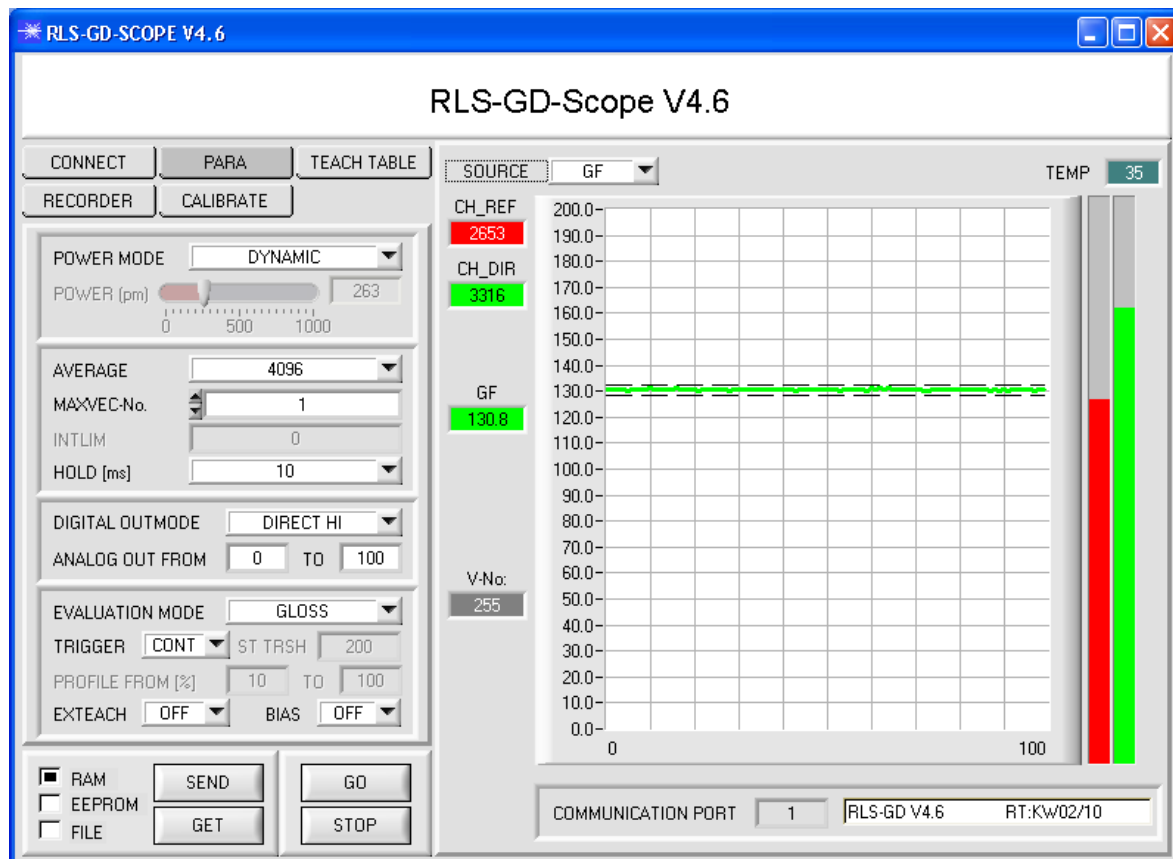 RLS-GD-SCOPE V4.6
RLS-GD-Scope V4.6
CONNECT PARA TEACH TABLE
RECORDER CALIBRATE
POWER MODE DYNAMIC
POWER (pm) 263
0 500 1000
AVERAGE 4096
MAXVEC-No. 1
INTLIM 0
HOLD [ms] 10
DIGITAL OUTMODE DIRECT HI
ANALOG OUT FROM 0 TO 100
EVALUATION MODE GLOSS
TRIGGER CONT ST TRSH 200
PROFILE FROM [%] 10 TO 100
EXTEACH OFF BIAS OFF
RAM
EEPROM
FILE
SEND
GET
GO
STOP
SOURCE GF
TEMP 35
CH_REF
2653
CH_DIR
3316
GF
130.8
V-No:
255
200.0
190.0
180.0
170.0
160.0
150.0
140.0
130.0
120.0
110.0
100.0
90.0
80.0
70.0
60.0
50.0
40.0
30.0
20.0
10.0
0.0
0 100
COMMUNICATION PORT 1 RLS-GD V4.6 RT:KW02/10